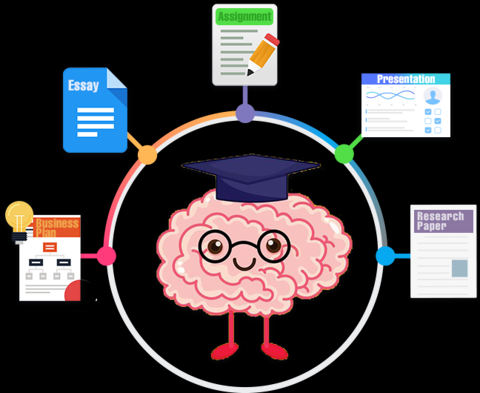 Assignment
Essay
Presentation
Business
Plan
Research
Paper